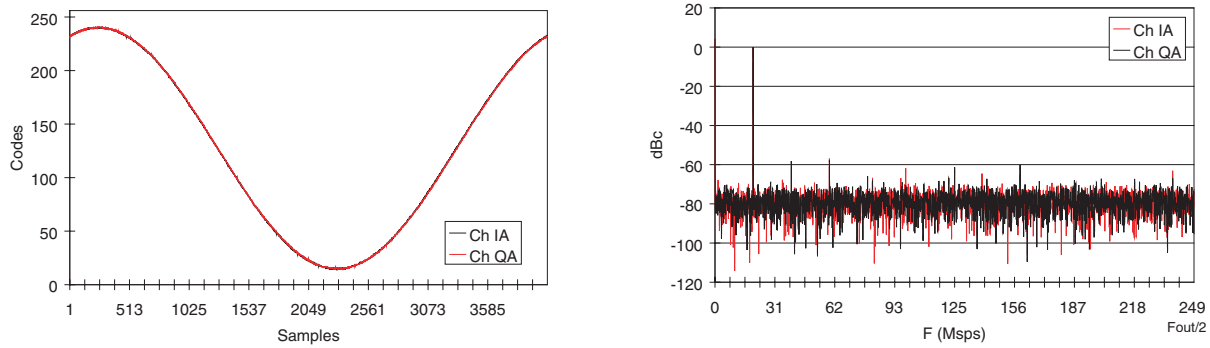 250
200
150
100
50
0
Codes
Ch IA
Ch QA
1 513 1025 1537 2049 2561 3073 3585
Samples
20
0
-20
-40
-60
-80
-100
-120
dBc
Ch IA
Ch QA
0 31 62 93 125 156 187 218 249
F (Msps)
Fout/2